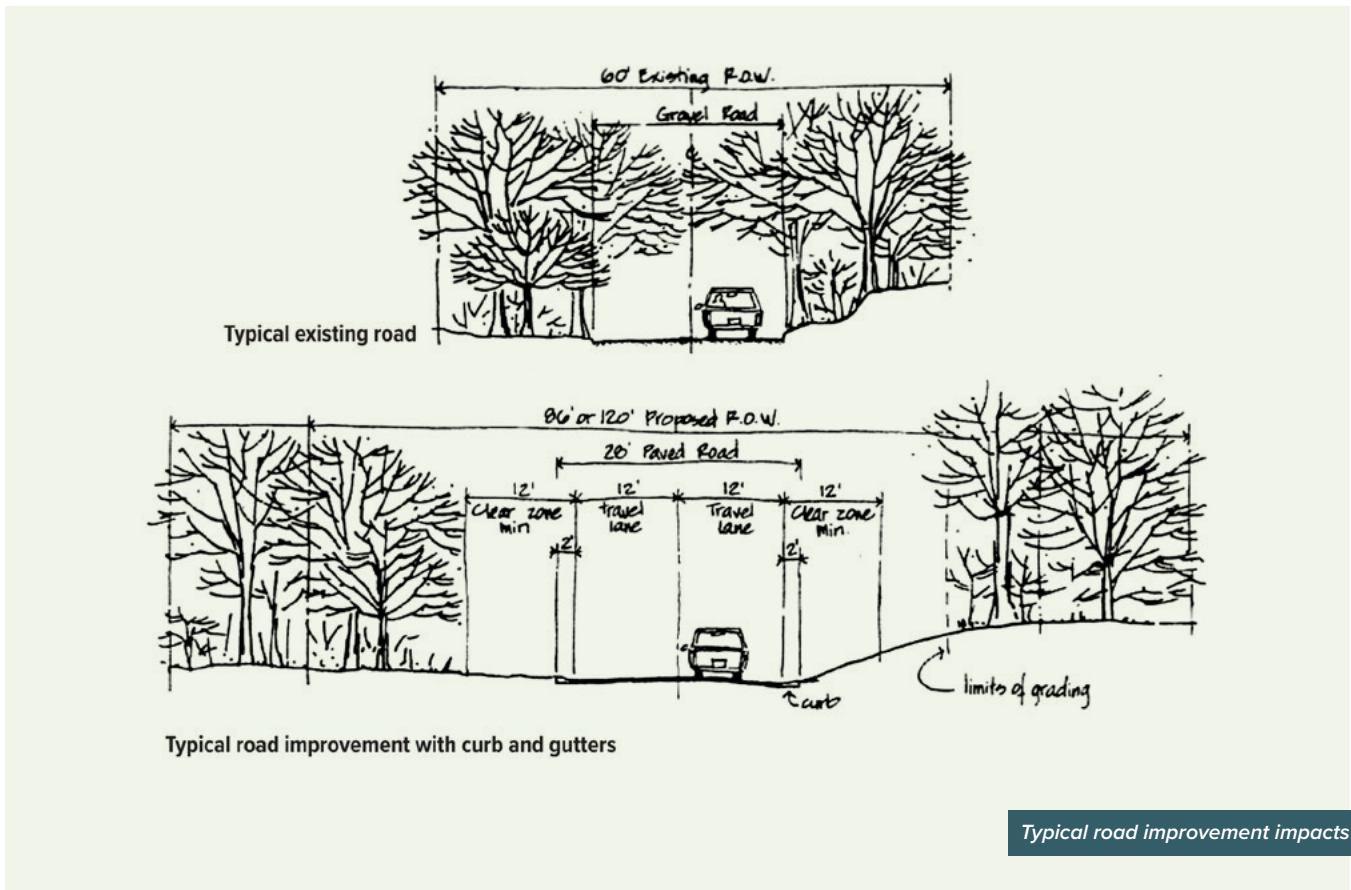 60' Existing R.O.W.
Gravel Road
Typical existing road
86' or 120' Proposed R.O.W.
28' Paved Road
12' 12' 12' 12'
Clear zone travel Travel Clear zone
min lane lane min.
2' 2'
limits of grading
curb
Typical road improvement with curb and gutters
Typical road improvement impacts